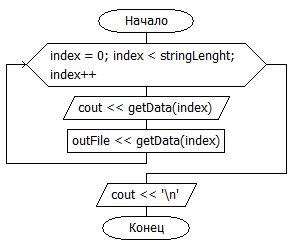 Начало
index = 0; index < stringLenght;
index++
cout << getData(index)
outFile << getData(index)
cout << '\n'
Конец